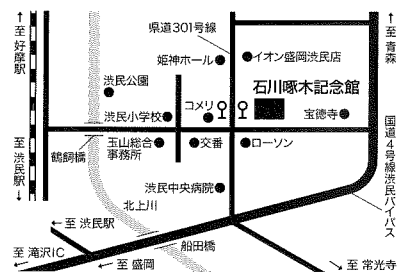 県道301号線
↑至 好摩駅
姫神ホール
イオン盛岡渋民店
↑至 青森
渋民公園
石川啄木記念館
コメリ
渋民小学校
宝徳寺
国道4号線渋民バイパス
至 渋民駅↓
鶴飼橋
玉山総合
事務所
交番
ローソン
渋民中央病院
北上川
← 至 渋民駅
← 至 滝沢IC
船田橋
← 至 盛岡
至 常光寺